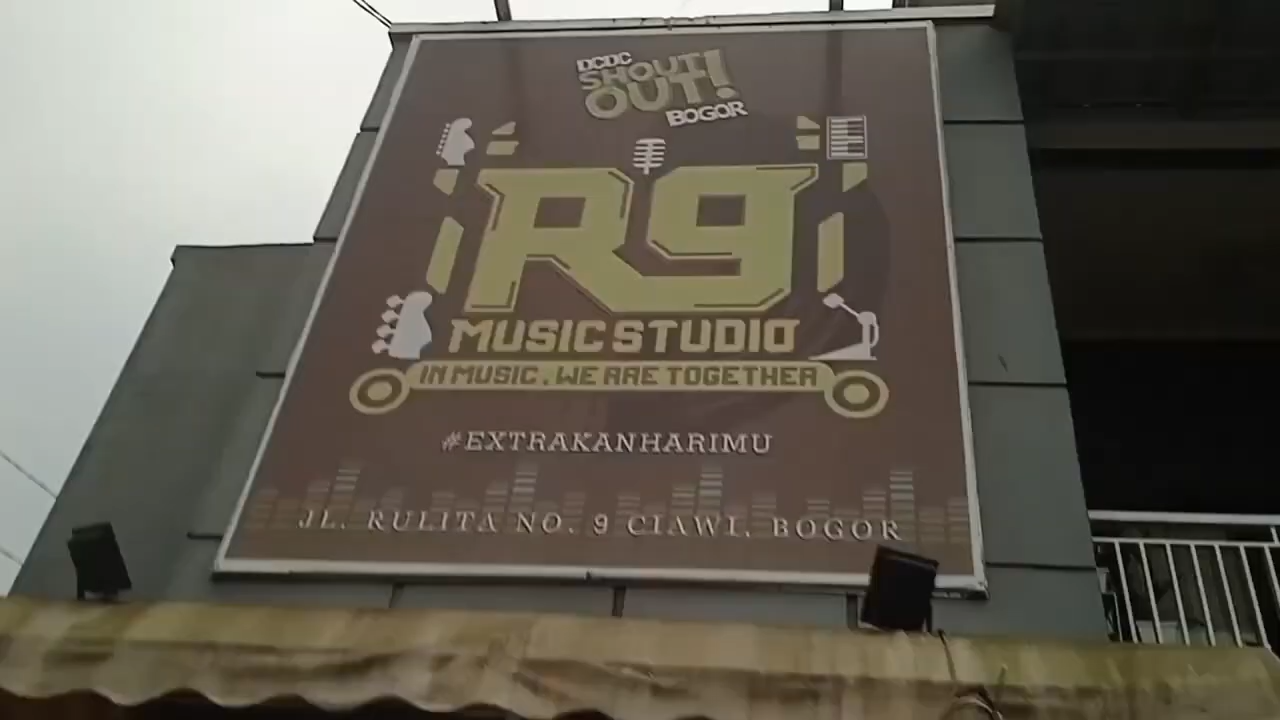 DCDC
SHOUT
OUT!
BOGOR
R9
MUSIC STUDIO
IN MUSIC, WE ARE TOGETHER
#EXTRAKANHARIMU
JL. RULITA NO. 9 CIAWI, BOGOR